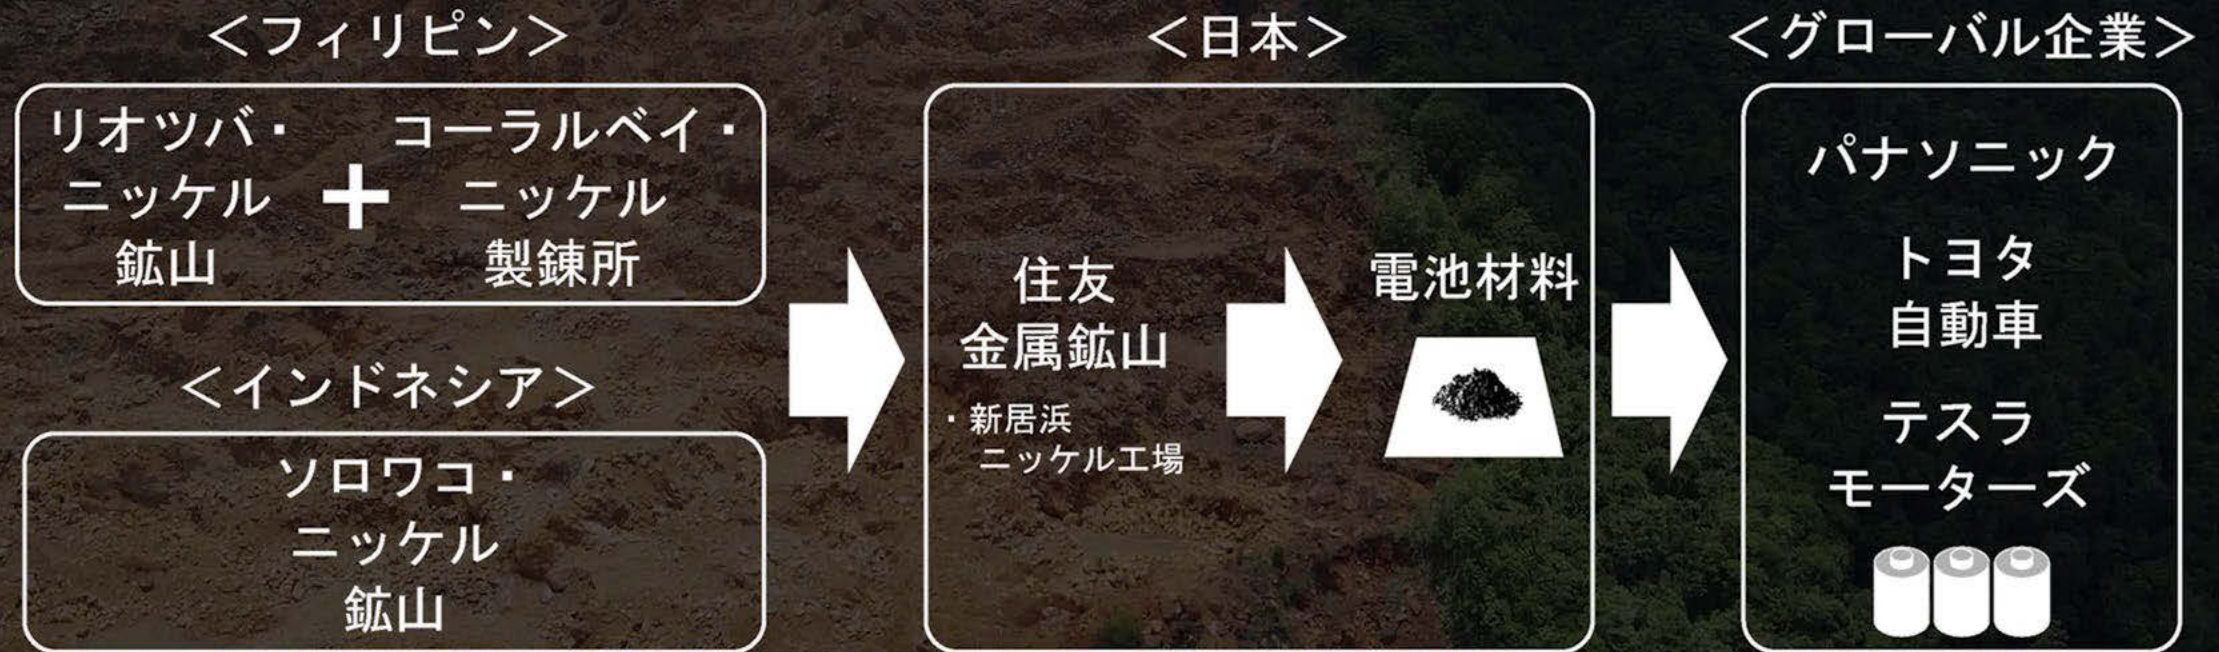 ＜フィリピン＞
リオツバ・
ニッケル
鉱山
＋
コーラルベイ・
ニッケル
製錬所
＜インドネシア＞
ソロワコ・
ニッケル
鉱山
＜日本＞
住友
金属鉱山
・新居浜
ニッケル工場
電池材料
＜グローバル企業＞
パナソニック
トヨタ
自動車
テスラ
モーターズ